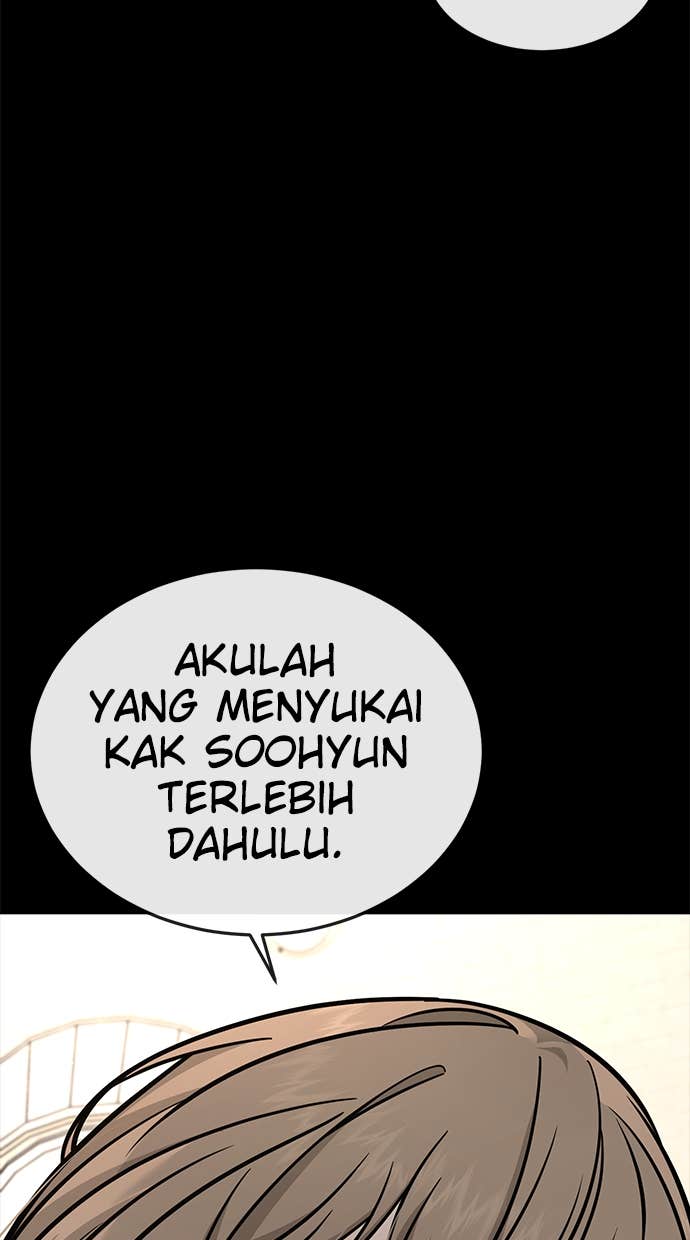 AKULAH
YANG MENYUKAI
KAK SOOHYUN
TERLEBIH
DAHULU.